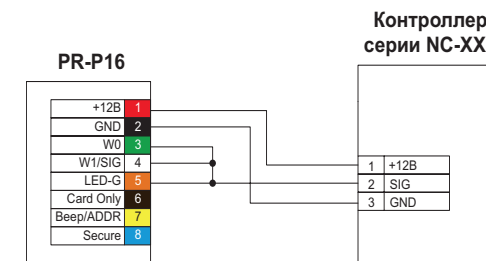 Контроллер
серии NC-XX
PR-P16
+12В 1
GND 2
W0 3
W1/SIG 4
LED-G 5
Card Only 6
Beep/ADDR 7
Secure 8
1 +12В
2 SIG
3 GND